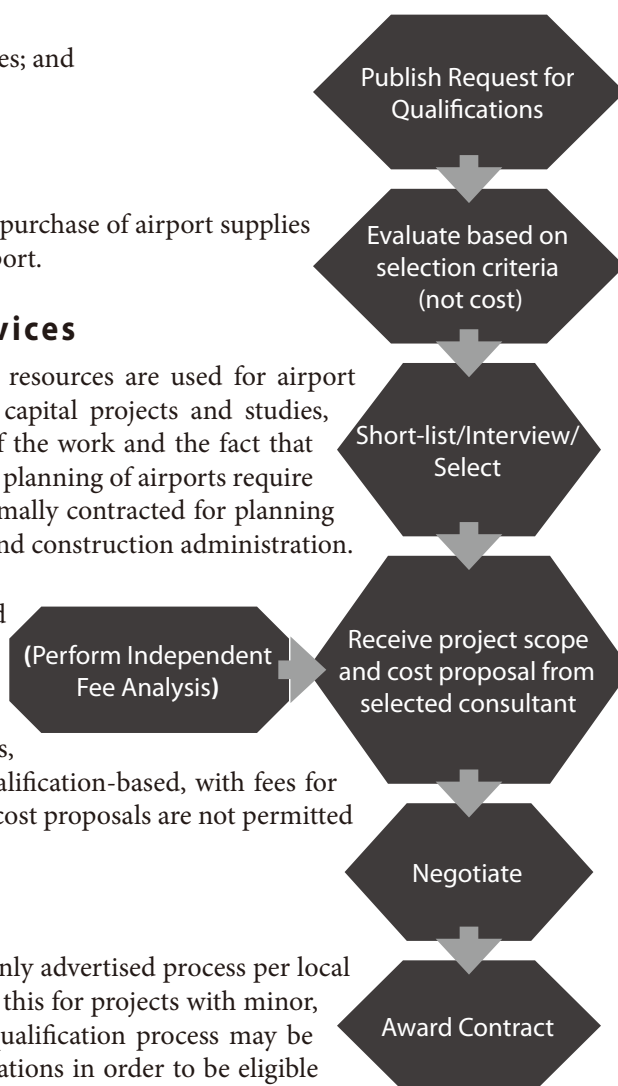 es; and
purchase of airport supplies
port.
vices
resources are used for airport
capital projects and studies,
f the work and the fact that
planning of airports require
mally contracted for planning
nd construction administration.
d
s,
alification-based, with fees for
cost proposals are not permitted
nly advertised process per local
this for projects with minor,
qualification process may be
ations in order to be eligible
Publish Request for
Qualifications
Evaluate based on
selection criteria
(not cost)
Short-list/Interview/
Select
(Perform Independent
Fee Analysis)
Receive project scope
and cost proposal from
selected consultant
Negotiate
Award Contract